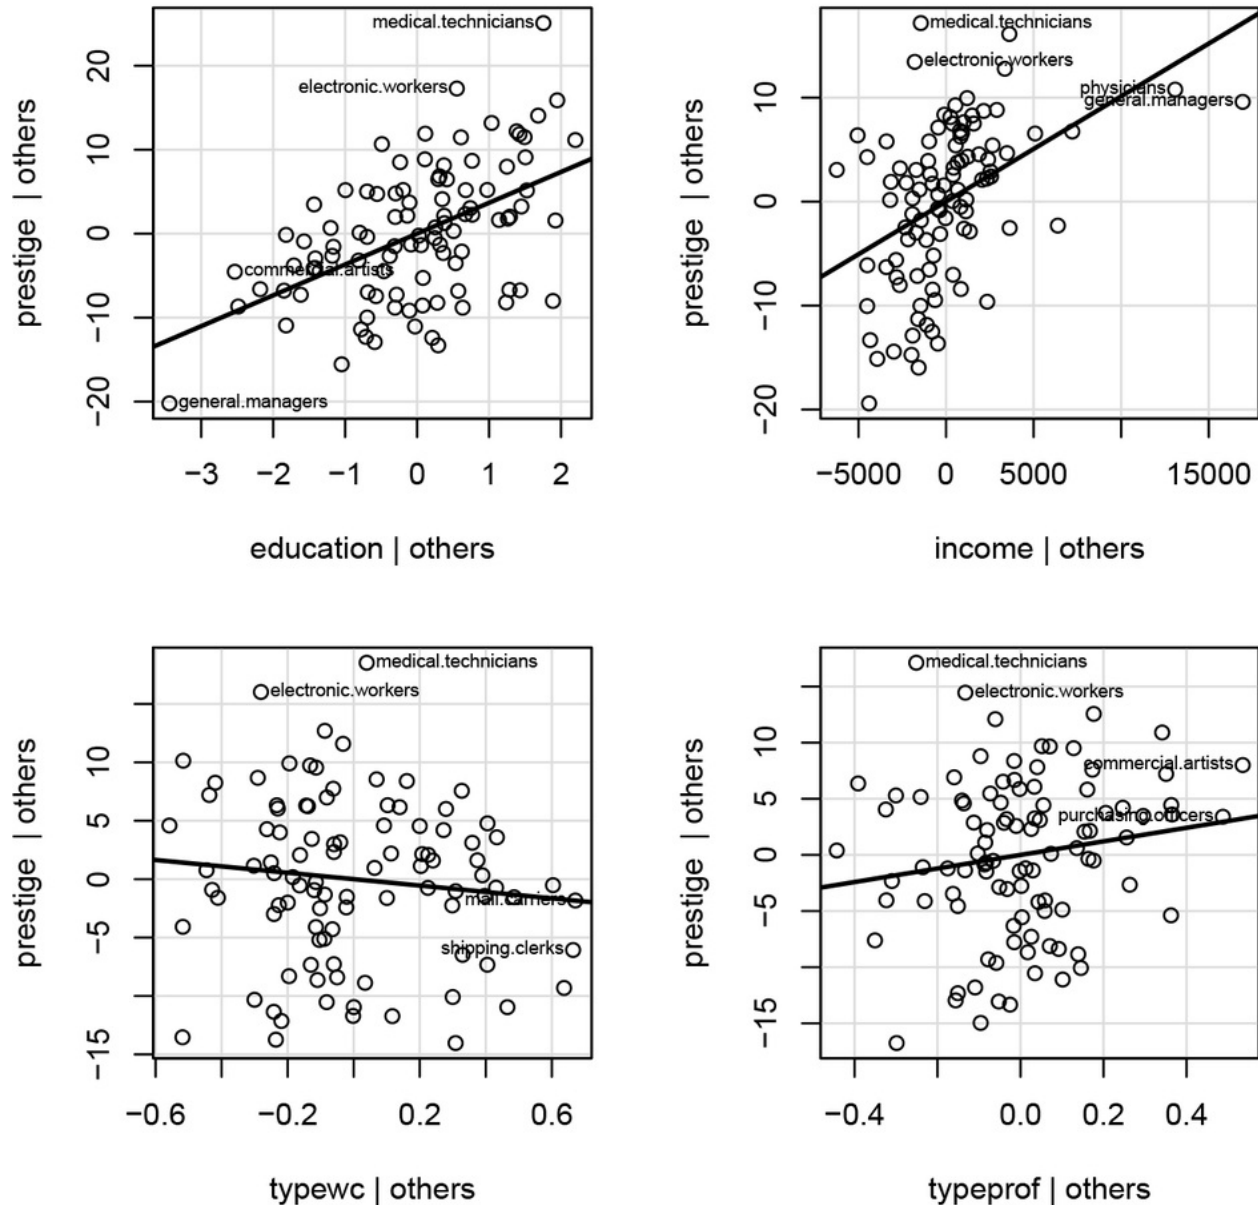 medical.technicians
electronic.workers
commercial.artists
general.managers
prestige | others
−20
−10
0
10
20
−3
−2
−1
0
1
2
education | others
medical.technicians
electronic.workers
physicians
general.managers
prestige | others
−20
−10
0
10
−5000
0
5000
15000
income | others
medical.technicians
electronic.workers
mail.carriers
shipping.clerks
prestige | others
−15
−5
0
5
10
−0.6
−0.2
0.2
0.6
typewc | others
medical.technicians
electronic.workers
commercial.artists
purchasing.officers
prestige | others
−15
−5
0
5
10
−0.4
0.0
0.4
typeprof | others